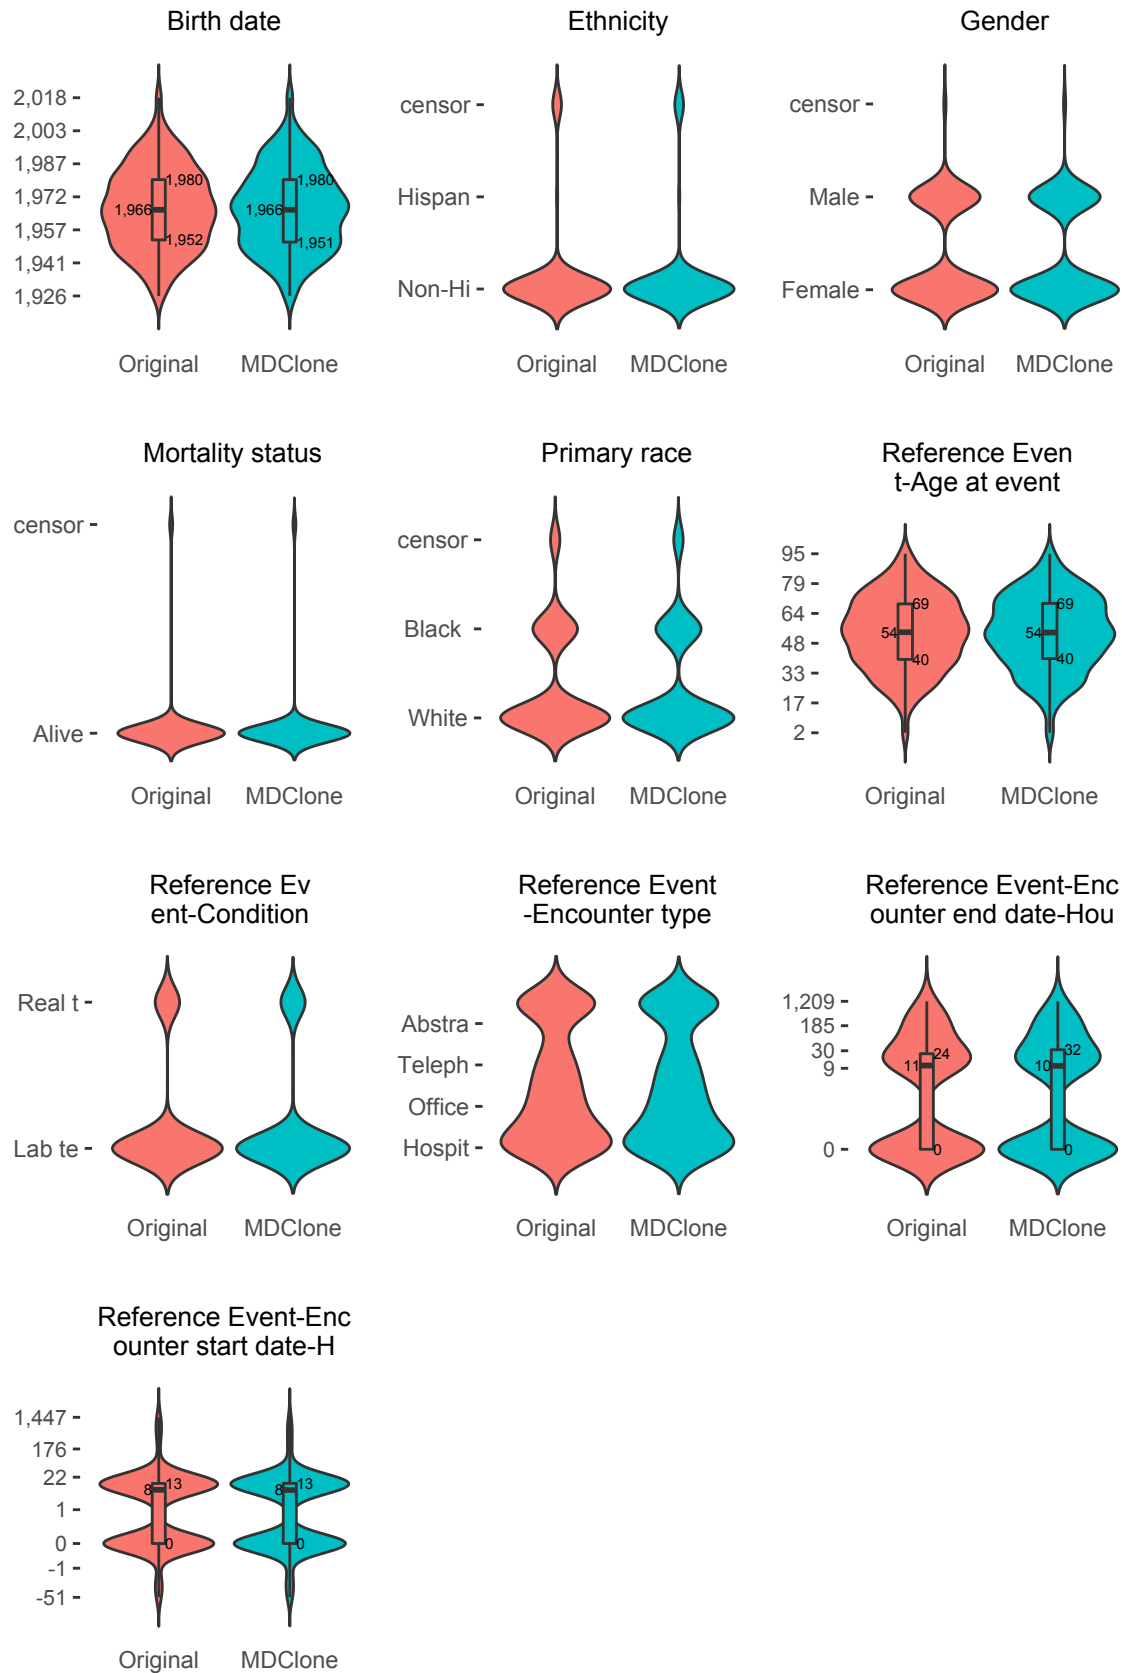 Birth date
2,018
2,003
1,987
1,972
1,957
1,941
1,926
1,980
1,966
1,952
1,980
1,966
1,951
Original MDClone
Ethnicity
censor
Hispan
Non-Hi
Original MDClone
Gender
censor
Male
Female
Original MDClone
Mortality status
censor
Alive
Original MDClone
Primary race
censor
Black
White
Original MDClone
Reference Even
t-Age at event
95
79
64
48
33
17
2
69
54
40
69
54
40
Original MDClone
Reference Ev
ent-Condition
Real t
Lab te
Original MDClone
Reference Event
-Encounter type
Abstra
Teleph
Office
Hospit
Original MDClone
Reference Event-Enc
ounter end date-Hou
1,209
185
30
9
0
24
11
0
32
10
0
Original MDClone
Reference Event-Enc
ounter start date-H
1,447
176
22
1
0
-1
-51
13
8
0
13
8
0
Original MDClone